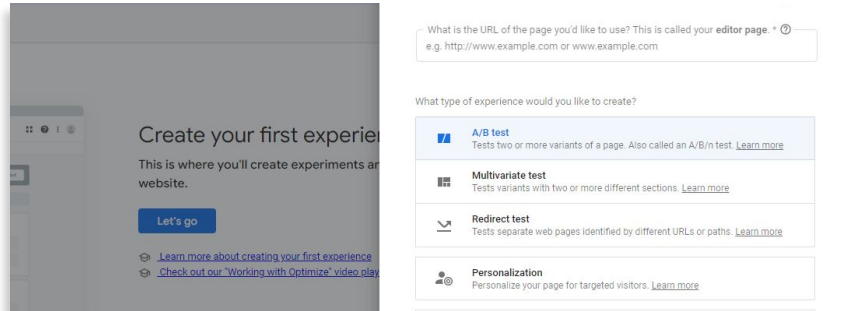 Create your first experie
This is where you'll create experiments an
website.
Let's go
Learn more about creating your first experience
Check out our "Working with Optimize" video play
What is the URL of the page you'd like to use? This is called your editor page. *
e.g. http://www.example.com or www.example.com
What type of experience would you like to create?
A/B test
Tests two or more variants of a page. Also called an A/B/n test. Learn more
Multivariate test
Tests variants with two or more different sections. Learn more
Redirect test
Tests separate web pages identified by different URLs or paths. Learn more
Personalization
Personalize your page for targeted visitors. Learn more